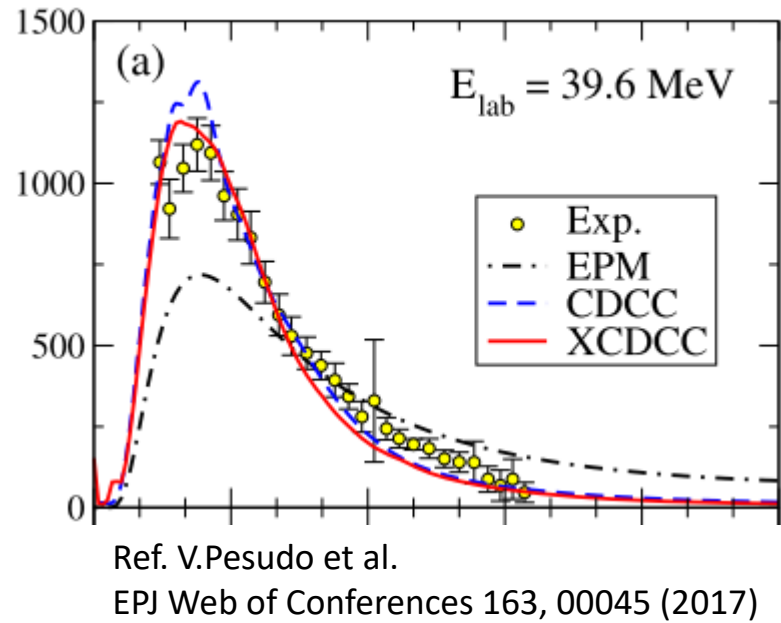 1500
(a)
E_lab = 39.6 MeV
1000
Exp.
EPM
CDCC
XCDCC
500
0
Ref. V.Pesudo et al.
EPJ Web of Conferences 163, 00045 (2017)